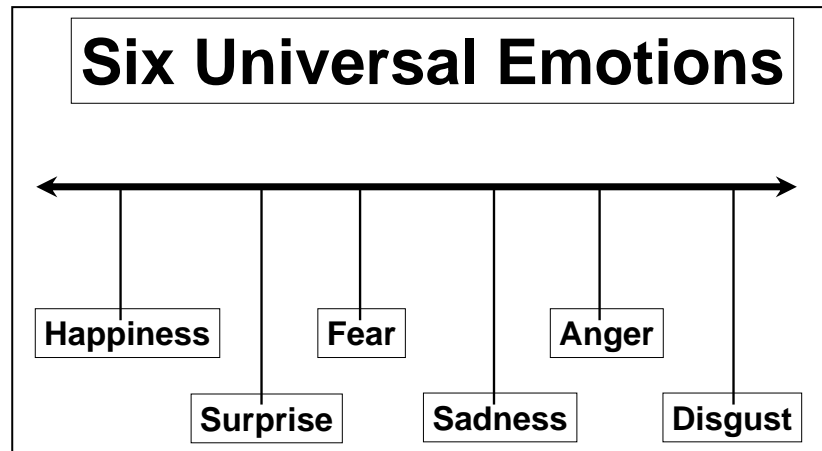 Six Universal Emotions
Happiness
Fear
Anger
Surprise
Sadness
Disgust